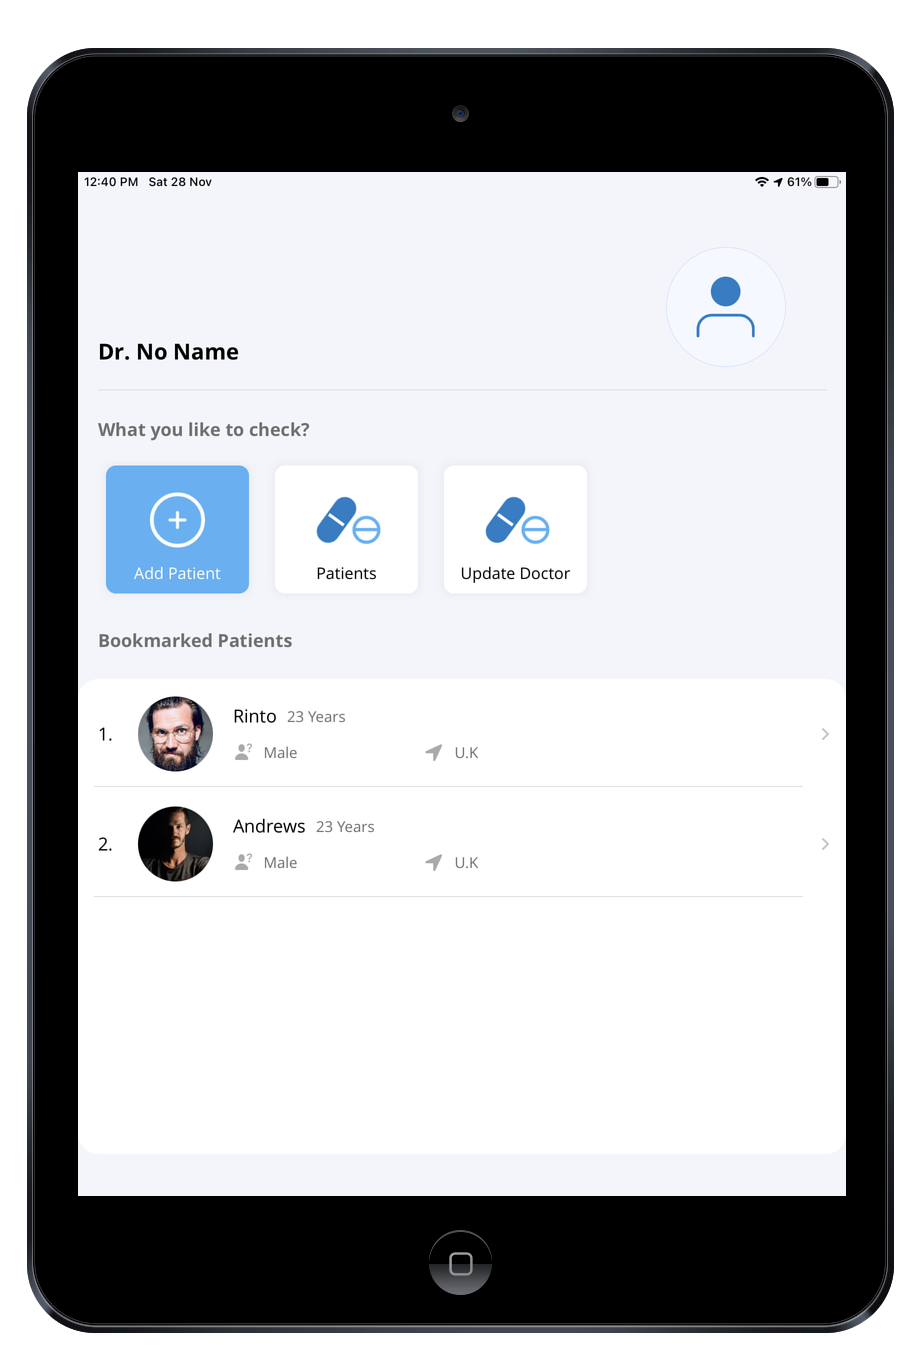 12:40 PM Sat 28 Nov 61%
Dr. No Name
What you like to check?
Add Patient Patients Update Doctor
Bookmarked Patients
1. Rinto 23 Years
Male U.K
2. Andrews 23 Years
Male U.K